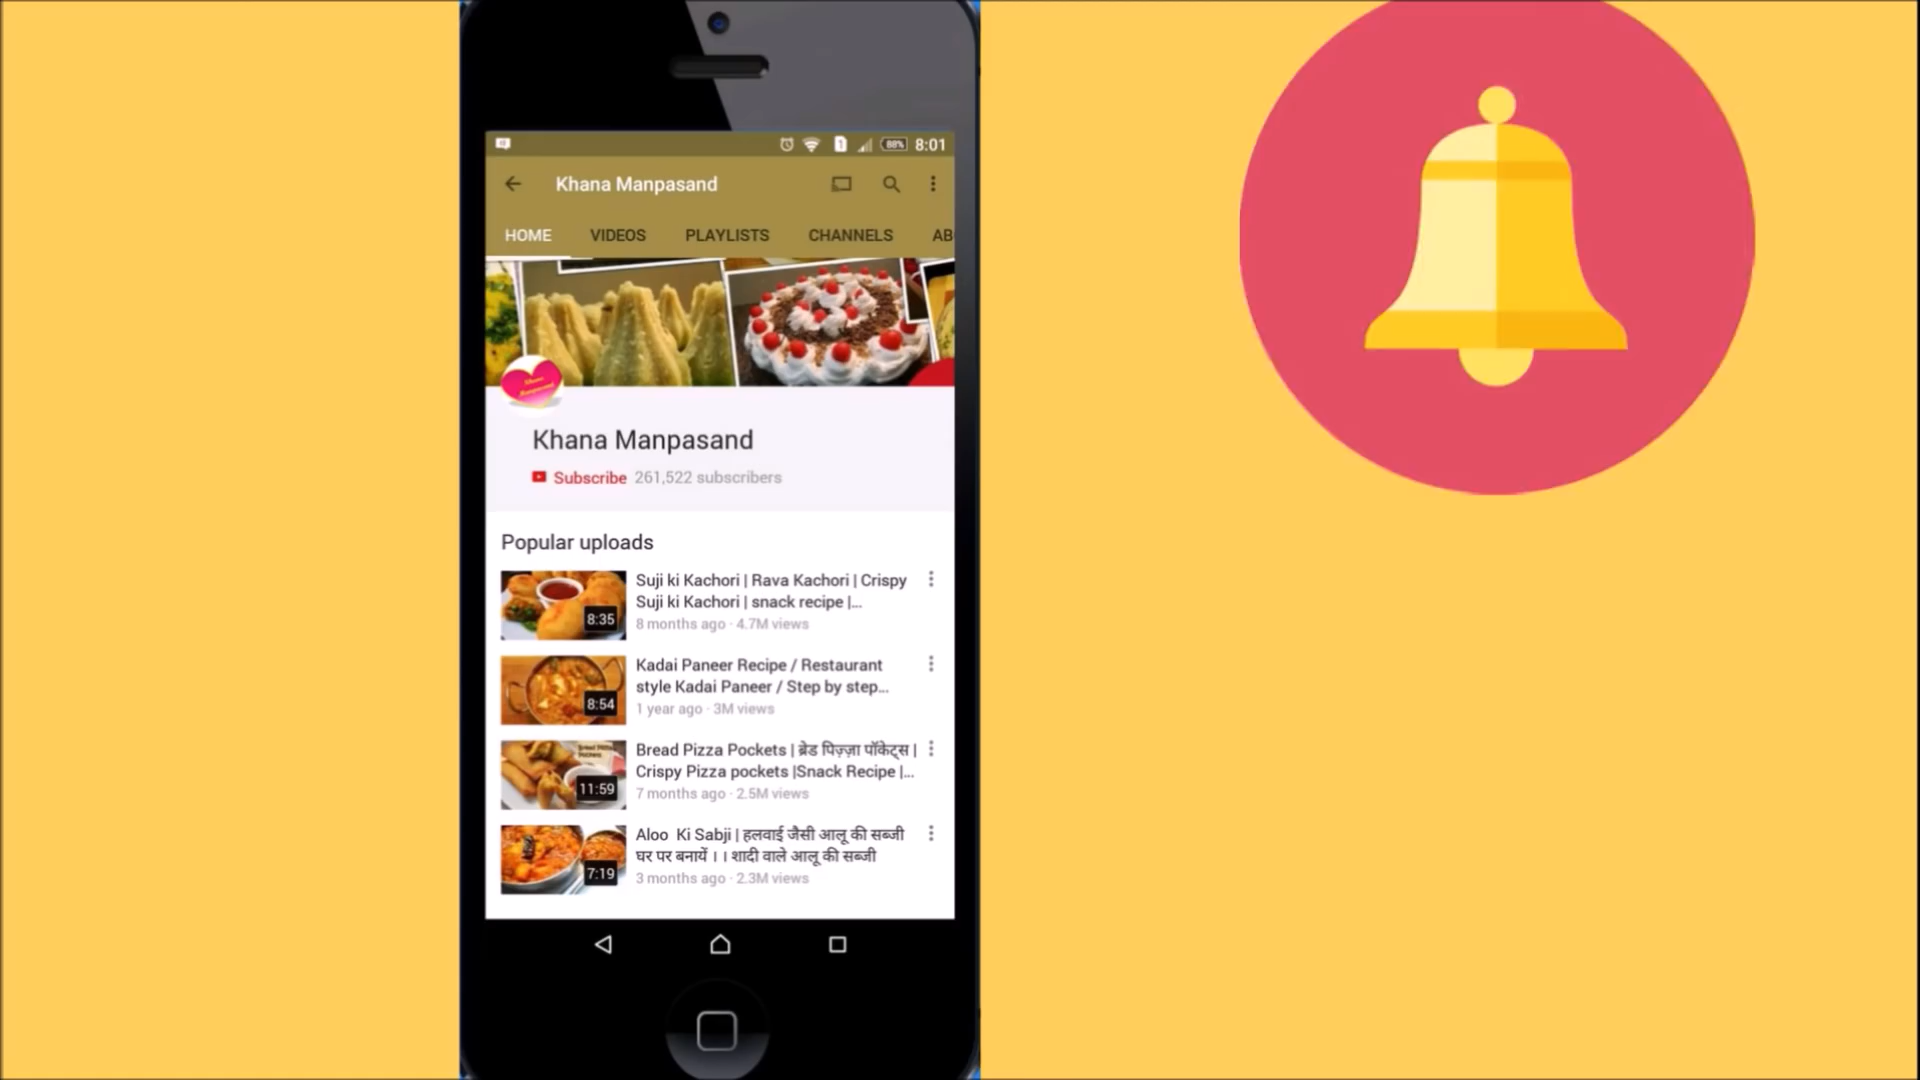 88% 8:01
Khana Manpasand
HOME VIDEOS PLAYLISTS CHANNELS AB
Khana Manpasand
Khana Manpasand
Subscribe 261,522 subscribers
Popular uploads
Suji ki Kachori | Rava Kachori | Crispy
Suji ki Kachori | snack recipe |...
8 months ago · 4.7M views
8:35
Kadai Paneer Recipe / Restaurant
style Kadai Paneer / Step by step...
1 year ago · 3M views
8:54
Bread Pizza Pockets | ब्रेड पिज़्ज़ा पॉकेट्स |
Crispy Pizza pockets |Snack Recipe |...
7 months ago · 2.5M views
11:59
Aloo Ki Sabji | हलवाई जैसी आलू की सब्जी
घर पर बनायें । । शादी वाले आलू की सब्जी
3 months ago · 2.3M views
7:19